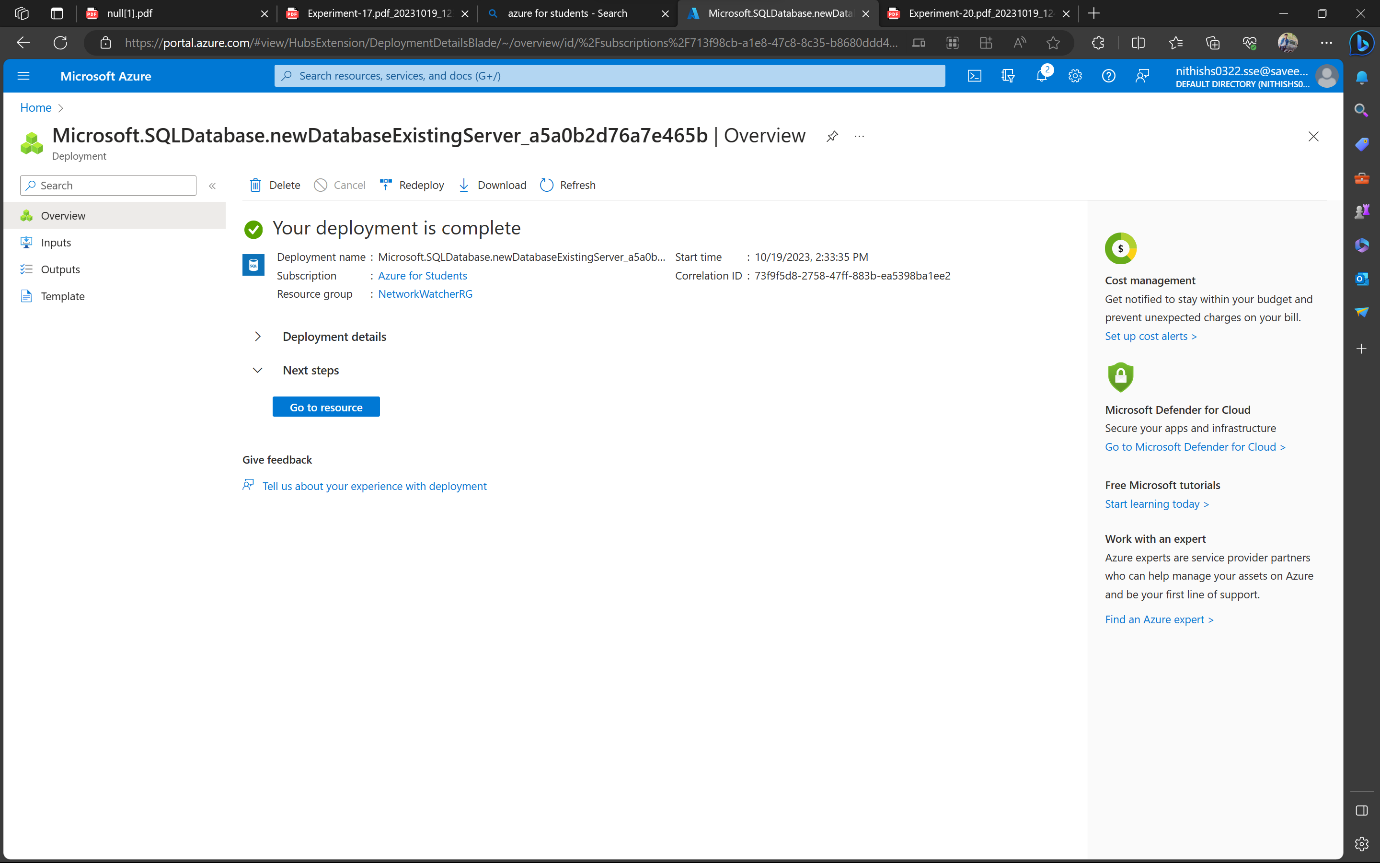 null[1].pdf
Experiment-17.pdf_20231019_12
azure for students - Search
Microsoft.SQLDatabase.newData
Experiment-20.pdf_20231019_12
https://portal.azure.com/#view/HubsExtension/DeploymentDetailsBlade/~/overview/id/%2Fsubscriptions%2F713f98cb-a1e8-47c8-8c35-b8680ddd4...
Microsoft Azure
Search resources, services, and docs (G+/)
2
nithishs0322.sse@savee...
DEFAULT DIRECTORY (NITHISHS0...
Home
Microsoft.SQLDatabase.newDatabaseExistingServer_a5a0b2d76a7e465b | Overview
Deployment
Search
Delete
Cancel
Redeploy
Download
Refresh
Overview
Inputs
Outputs
Template
Your deployment is complete
Deployment name : Microsoft.SQLDatabase.newDatabaseExistingServer_a5a0b...
Subscription : Azure for Students
Resource group : NetworkWatcherRG
Start time : 10/19/2023, 2:33:35 PM
Correlation ID : 73f9f5d8-2758-47ff-883b-ea5398ba1ee2
Deployment details
Next steps
Go to resource
Give feedback
Tell us about your experience with deployment
$
Cost management
Get notified to stay within your budget and
prevent unexpected charges on your bill.
Set up cost alerts >
Microsoft Defender for Cloud
Secure your apps and infrastructure
Go to Microsoft Defender for Cloud >
Free Microsoft tutorials
Start learning today >
Work with an expert
Azure experts are service provider partners
who can help manage your assets on Azure
and be your first line of support.
Find an Azure expert >